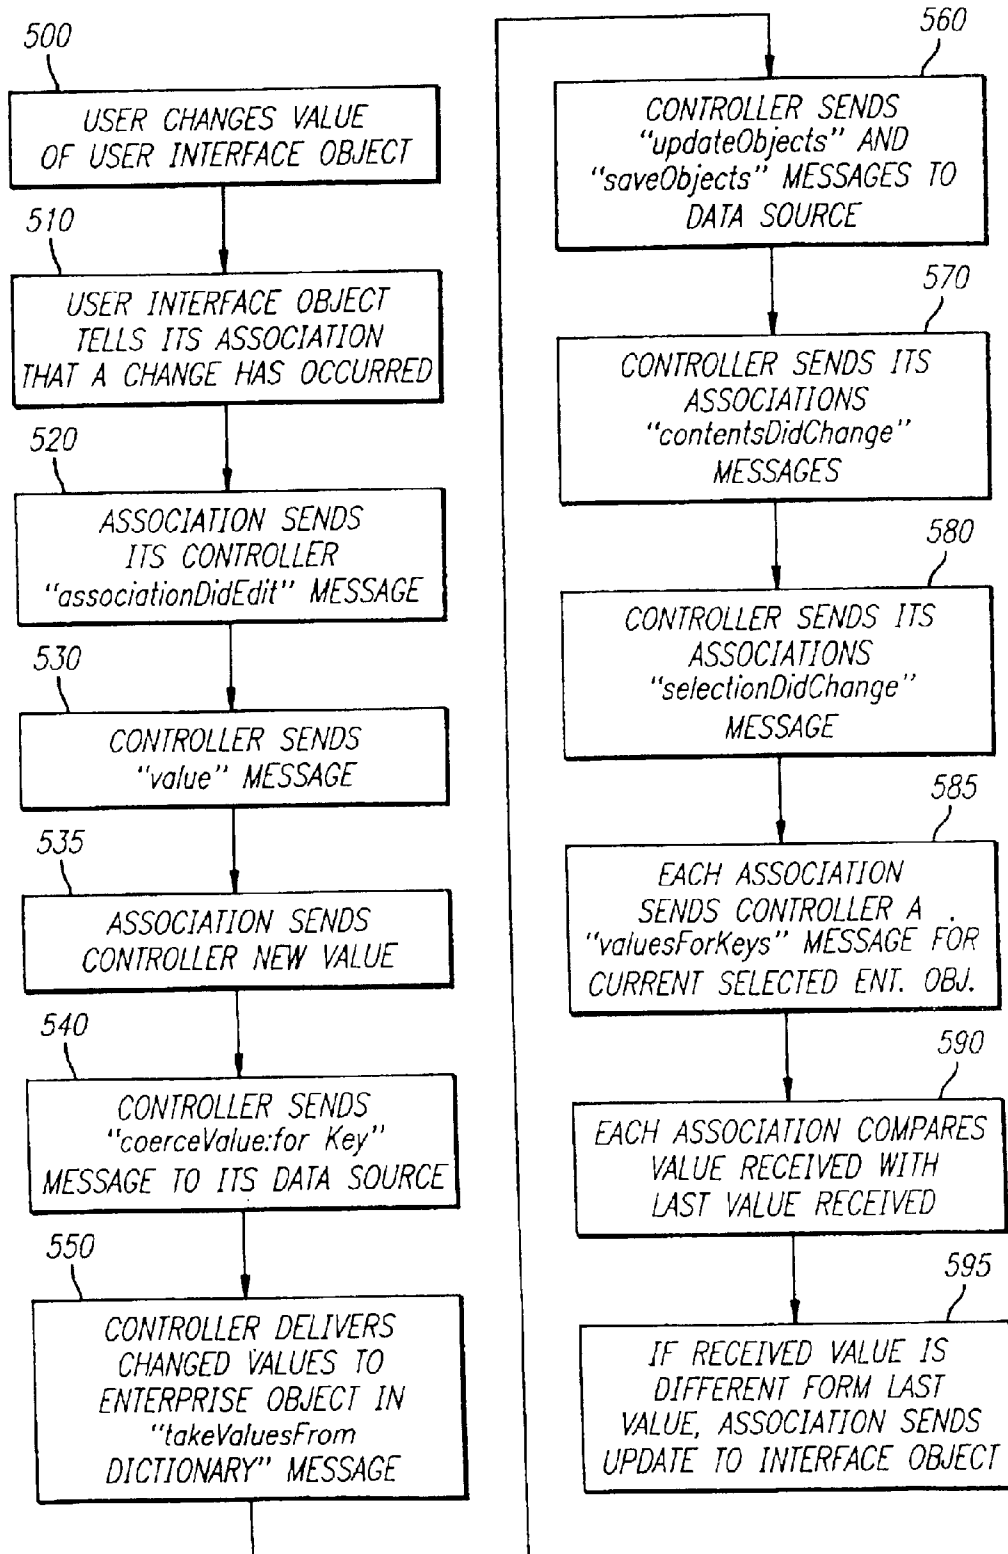 500
USER CHANGES VALUE
OF USER INTERFACE OBJECT
510
USER INTERFACE OBJECT
TELLS ITS ASSOCIATION
THAT A CHANGE HAS OCCURRED
520
ASSOCIATION SENDS
ITS CONTROLLER
"associationDidEdit" MESSAGE
530
CONTROLLER SENDS
"value" MESSAGE
535
ASSOCIATION SENDS
CONTROLLER NEW VALUE
540
CONTROLLER SENDS
"coerceValue:for Key"
MESSAGE TO ITS DATA SOURCE
550
CONTROLLER DELIVERS
CHANGED VALUES TO
ENTERPRISE OBJECT IN
"takeValuesFrom
DICTIONARY" MESSAGE
560
CONTROLLER SENDS
"updateObjects" AND
"saveObjects" MESSAGES TO
DATA SOURCE
570
CONTROLLER SENDS ITS
ASSOCIATIONS
"contentsDidChange"
MESSAGES
580
CONTROLLER SENDS ITS
ASSOCIATIONS
"selectionDidChange"
MESSAGE
585
EACH ASSOCIATION
SENDS CONTROLLER A
"valuesForKeys" MESSAGE FOR
CURRENT SELECTED ENT. OBJ.
590
EACH ASSOCIATION COMPARES
VALUE RECEIVED WITH
LAST VALUE RECEIVED
595
IF RECEIVED VALUE IS
DIFFERENT FORM LAST
VALUE, ASSOCIATION SENDS
UPDATE TO INTERFACE OBJECT